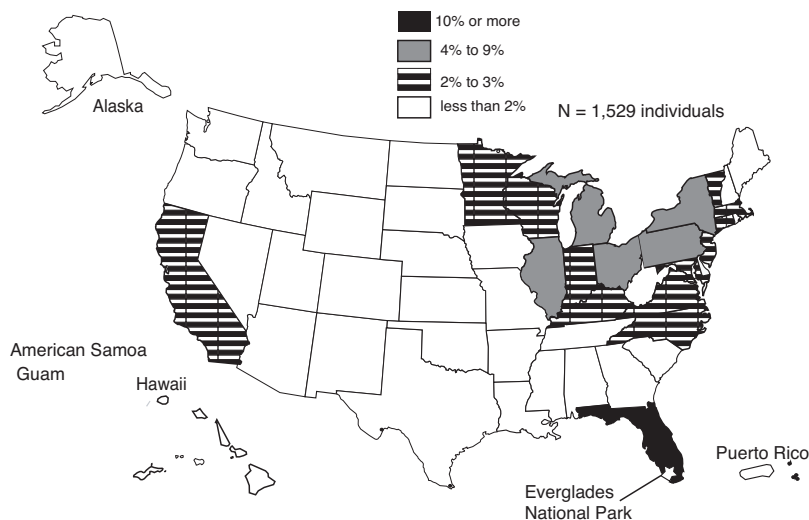 10% or more
4% to 9%
2% to 3%
less than 2%
N = 1,529 individuals
Alaska
American Samoa
Guam
Hawaii
Puerto Rico
Everglades
National Park